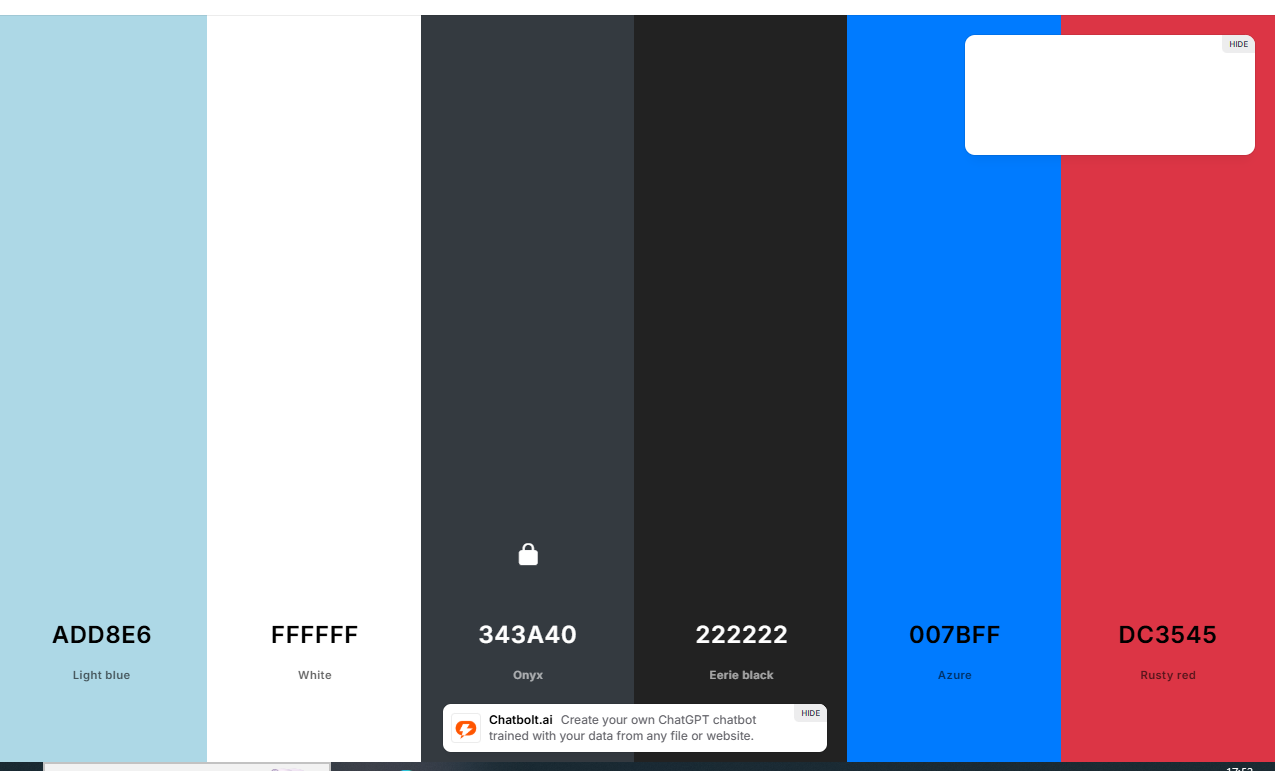 HIDE
ADD8E6
FFFFFF
343A40
222222
007BFF
DC3545
Light blue
White
Onyx
Eerie black
Azure
Rusty red
HIDE
Chatbolt.ai Create your own ChatGPT chatbot
trained with your data from any file or website.